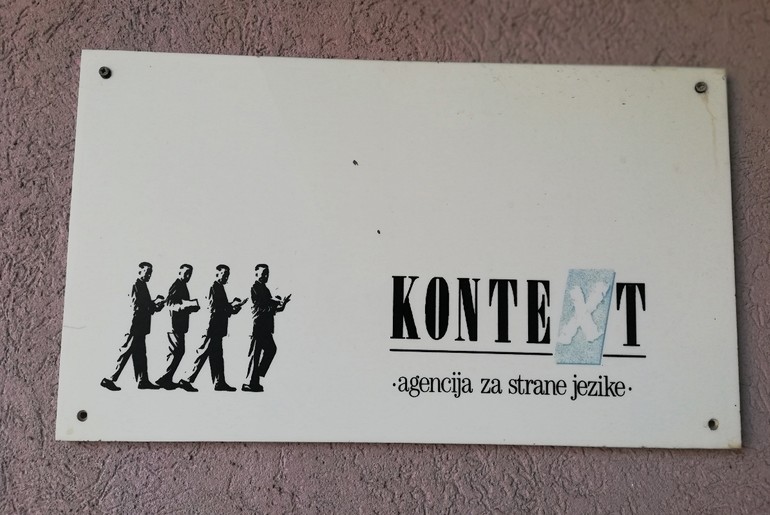 KONTEXT
·agencija za strane jezike·